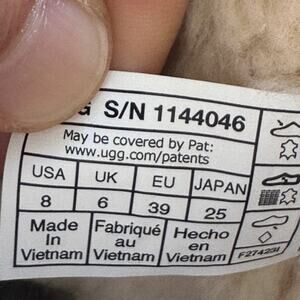 G S/N 1144046
May be covered by Pat:
www.ugg.com/patents
USA UK EU JAPAN
8 6 39 25
Made In Vietnam
Fabriqué au Vietnam
Hecho en Vietnam